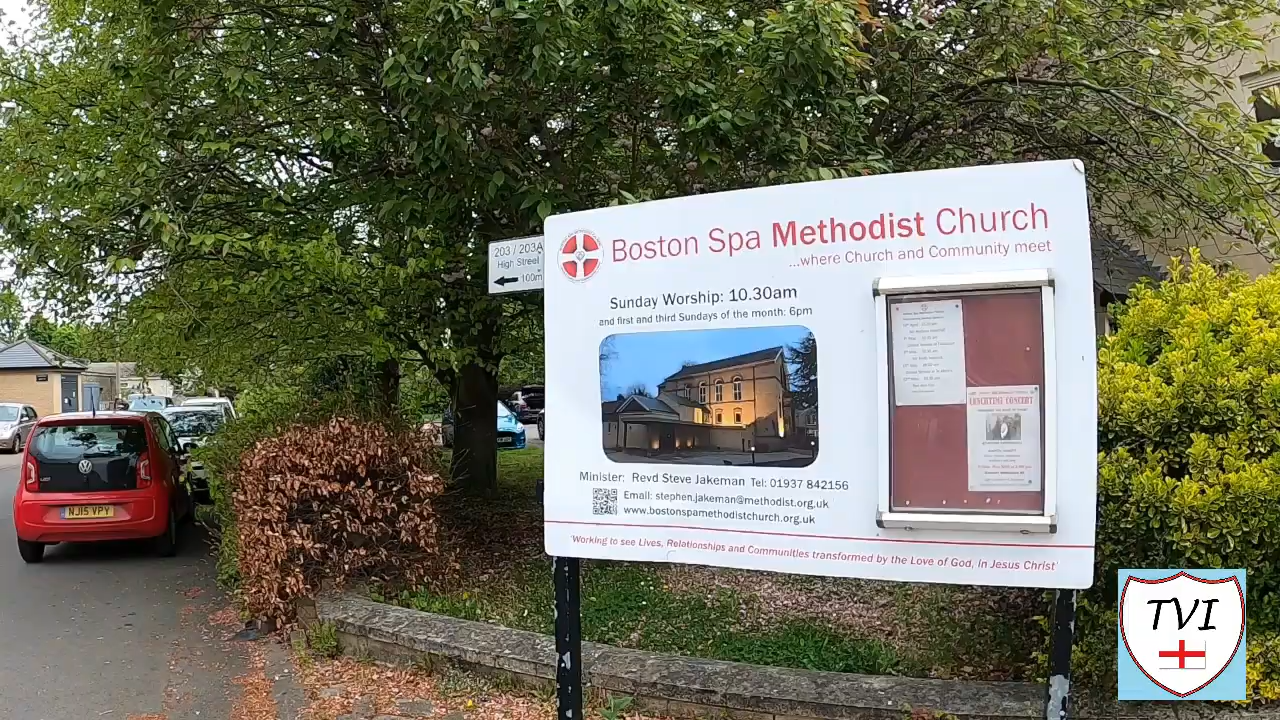 203 / 203A
High Street
100m
Boston Spa Methodist Church
...where Church and Community meet
Sunday Worship: 10.30am
and first and third Sundays of the month: 6pm
Minister: Revd Steve Jakeman Tel: 01937 842156
Email: stephen.jakeman@methodist.org.uk
www.bostonspamethodistchurch.org.uk
'Working to see Lives, Relationships and Communities transformed by the Love of God, in Jesus Christ'
LUNCHTIME CONCERT
NJ15 VPY
TVI